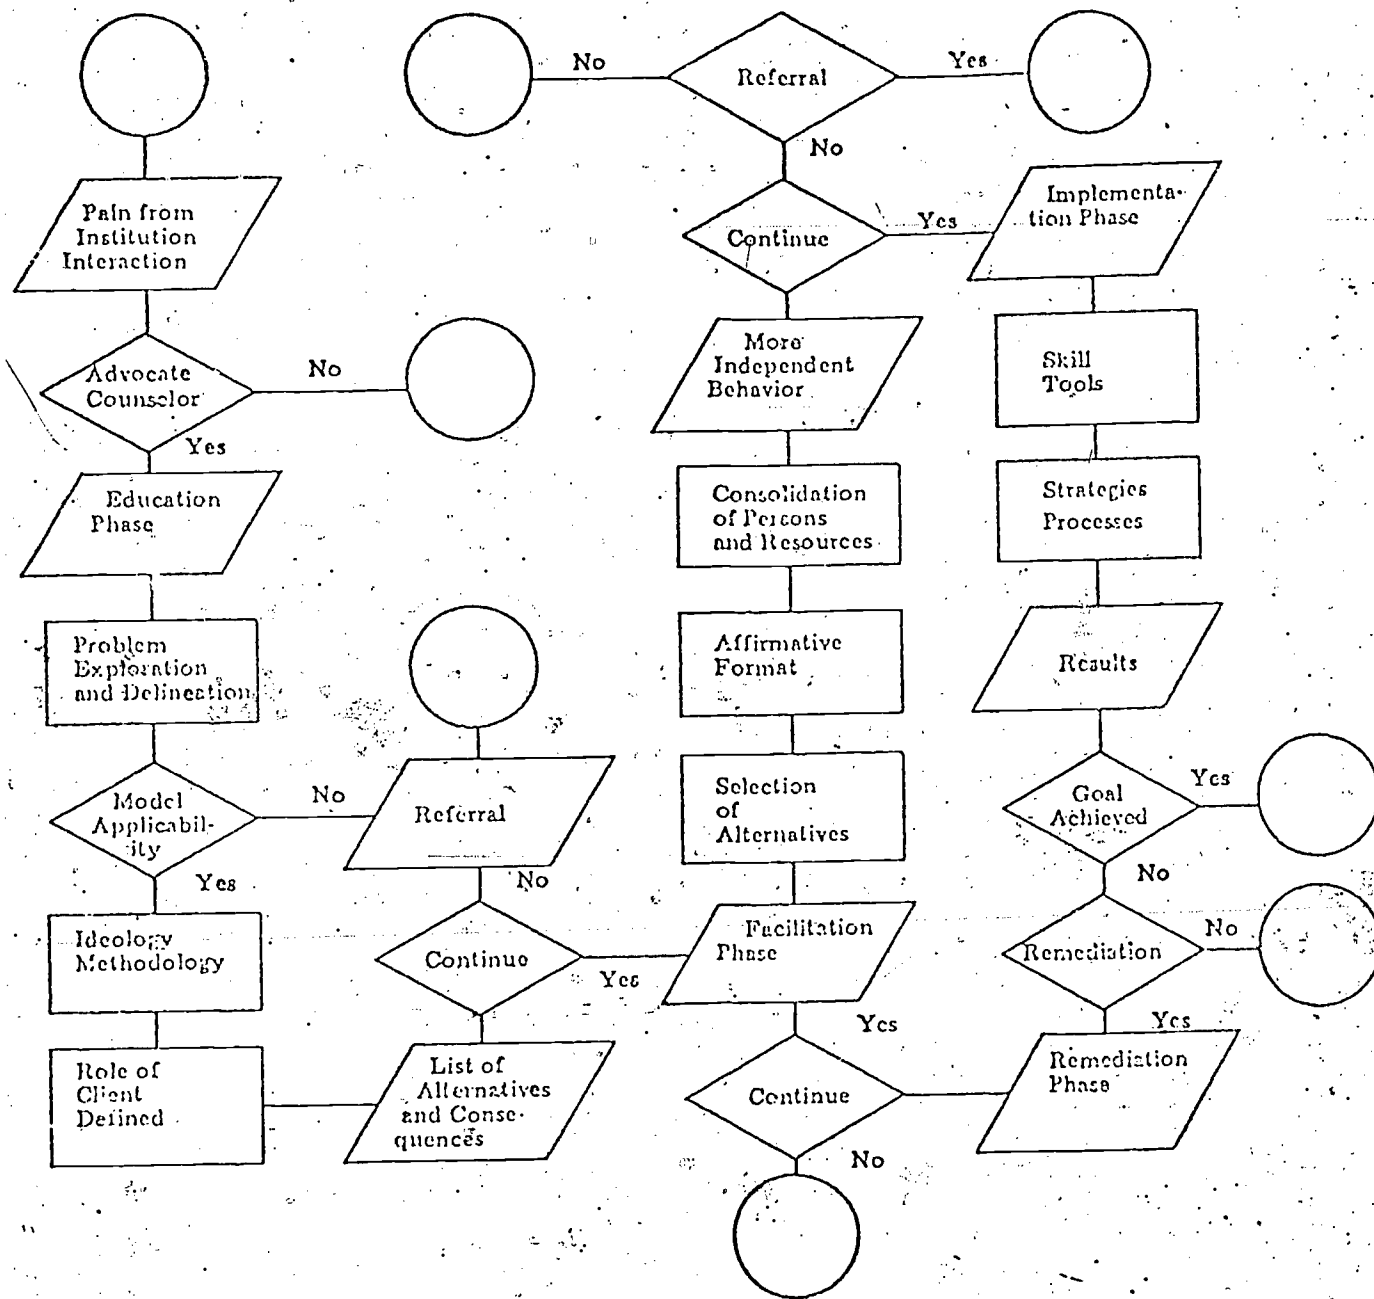 Pain from
Institution
Interaction
Advocate
Counselor
No
Yes
Education
Phase
Problem
Exploration
and Delineation
Model
Applicabil-
ity
No
Yes
Ideology
Methodology
Role of
Client
Defined
List of
Alternatives
and Conse-
quences
Continue
No
Yes
Referral
Facilitation
Phase
Selection
of
Alternatives
Affirmative
Format
Consolidation
of Persons
and Resources
More
Independent
Behavior
Continue
Yes
No
Referral
No
Yes
Implementa-
tion Phase
Skill
Tools
Strategies
Processes
Results
Goal
Achieved
Yes
No
Remediation
No
Yes
Remediation
Phase
Yes
Continue
No